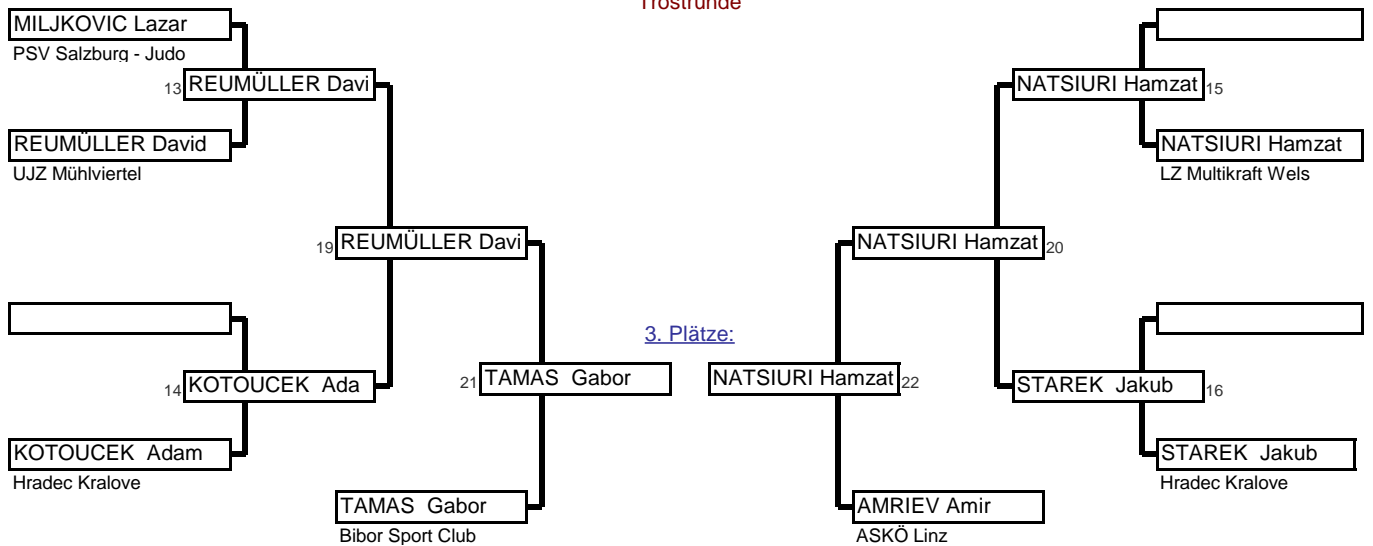 Trostrunde
MILJKOVIC Lazar
PSV Salzburg - Judo
13 REUMÜLLER Davi
NATSIURI Hamzat 15
REUMÜLLER David
UJZ Mühlviertel
NATSIURI Hamzat
LZ Multikraft Wels
19 REUMÜLLER Davi
NATSIURI Hamzat 20
3. Plätze:
14 KOTOUCEK Ada
21 TAMAS Gabor
NATSIURI Hamzat 22
STAREK Jakub 16
KOTOUCEK Adam
Hradec Kralove
STAREK Jakub
Hradec Kralove
TAMAS Gabor
Bibor Sport Club
AMRIEV Amir
ASKÖ Linz